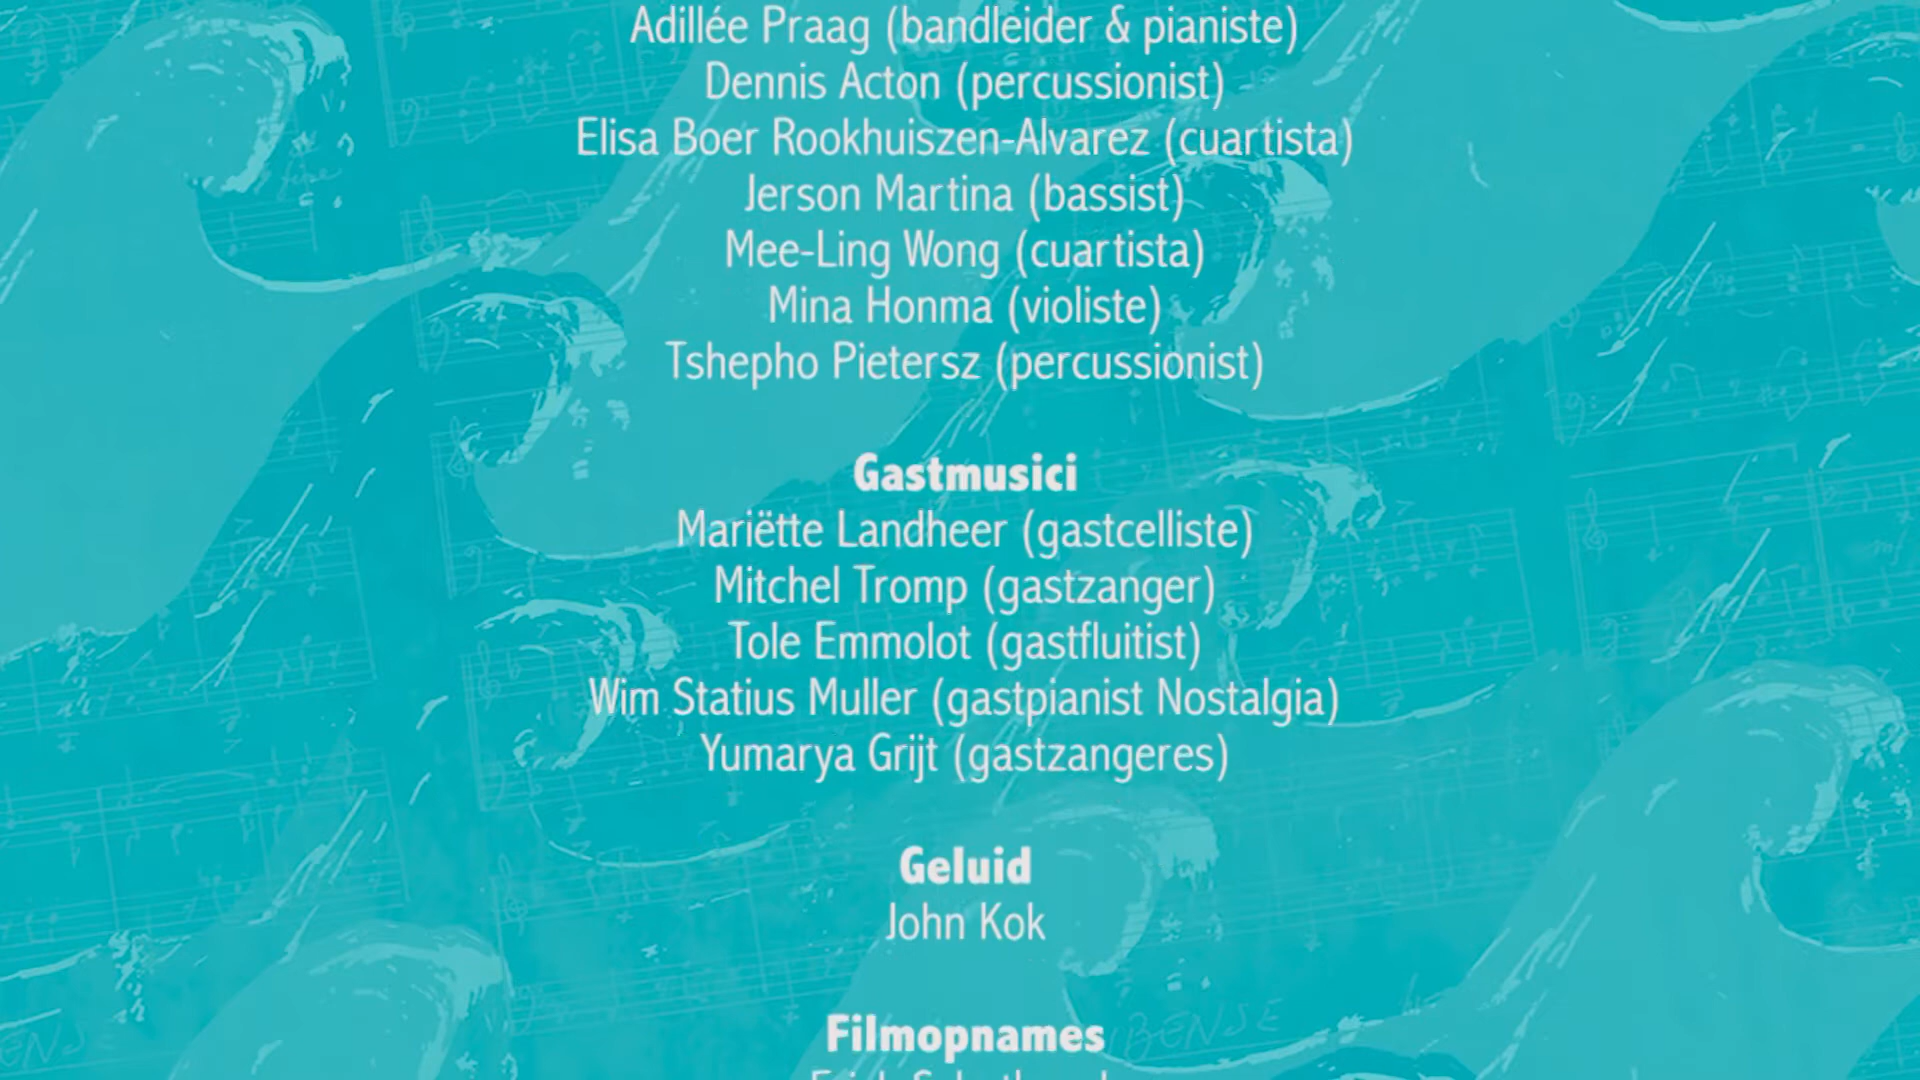 Adillée Praag (bandleider & pianiste)
Dennis Acton (percussionist)
Elisa Boer Rookhuiszen-Alvarez (cuartista)
Jerson Martina (bassist)
Mee-Ling Wong (cuartista)
Mina Honma (violiste)
Tshepho Pietersz (percussionist)
Gastmusici
Mariëtte Landheer (gastcelliste)
Mitchel Tromp (gastzanger)
Tole Emmolot (gastfluitist)
Wim Statius Muller (gastpianist Nostalgia)
Yumarya Grijt (gastzangeres)
Geluid
John Kok
Filmopnames